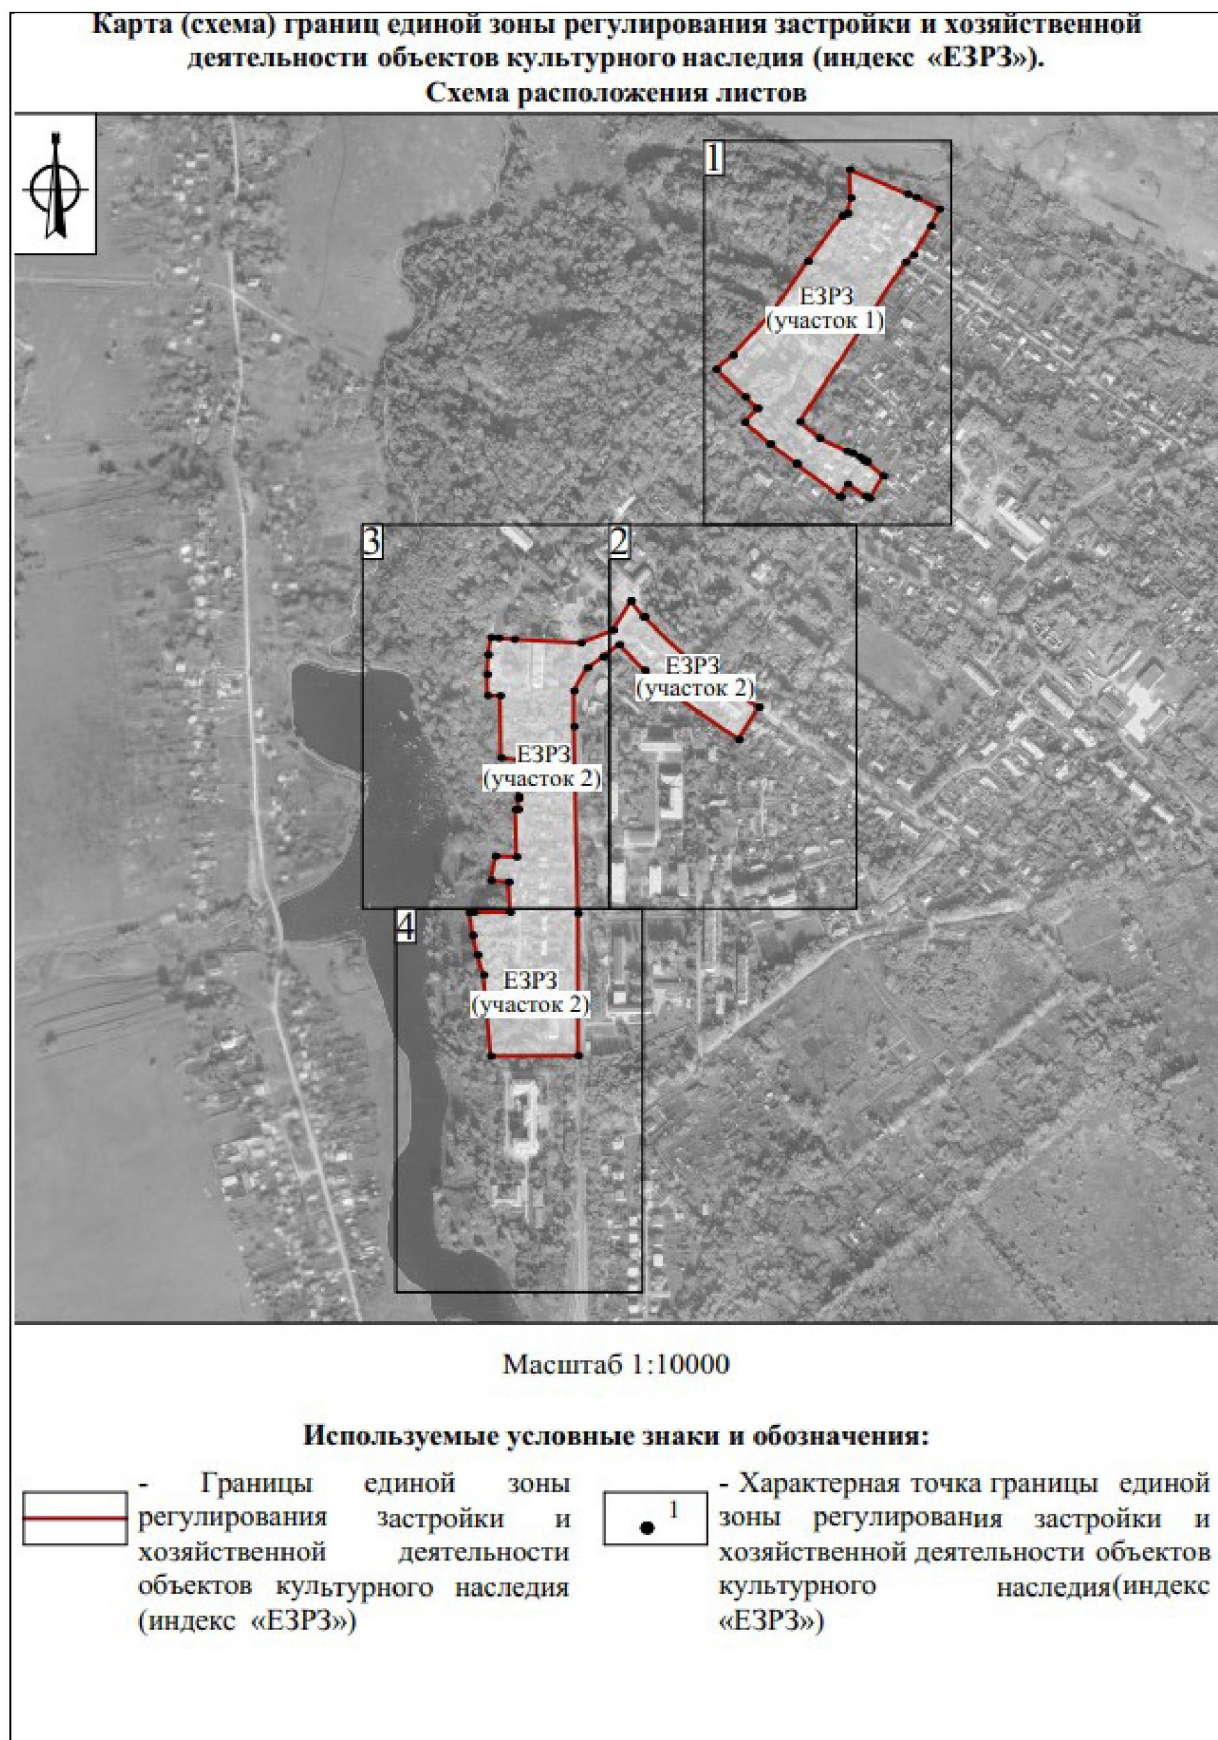 Карта (схема) границ единой зоны регулирования застройки и хозяйственной
деятельности объектов культурного наследия (индекс «ЕЗРЗ»).
Схема расположения листов
1
ЕЗРЗ
(участок 1)
3
2
ЕЗРЗ
(участок 2)
ЕЗРЗ
(участок 2)
4
ЕЗРЗ
(участок 2)
Масштаб 1:10000
Используемые условные знаки и обозначения:
- Границы единой зоны
регулирования застройки и
хозяйственной деятельности
объектов культурного наследия
(индекс «ЕЗРЗ»)
1
- Характерная точка границы единой
зоны регулирования застройки и
хозяйственной деятельности объектов
культурного наследия(индекс
«ЕЗРЗ»)